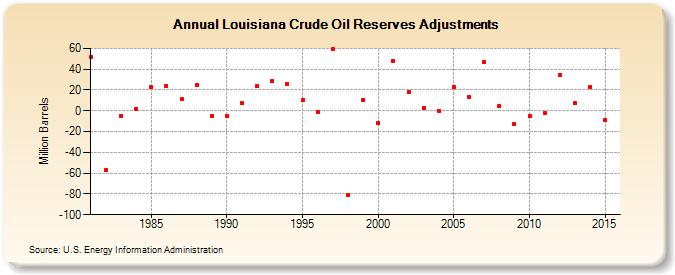 Annual Louisiana Crude Oil Reserves Adjustments
Million Barrels
60
40
20
0
-20
-40
-60
-80
-100
1985 1990 1995 2000 2005 2010 2015
Source: U.S. Energy Information Administration